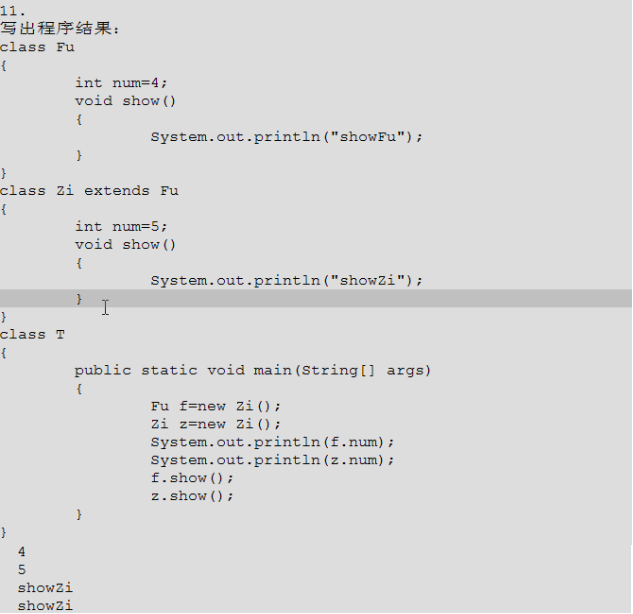 11.
写出程序结果:
class Fu
{
int num=4;
void show()
{
System.out.println("showFu");
}
}
class Zi extends Fu
{
int num=5;
void show()
{
System.out.println("showZi");
}
}
class T
{
public static void main(String[] args)
{
Fu f=new Zi();
Zi z=new Zi();
System.out.println(f.num);
System.out.println(z.num);
f.show();
z.show();
}
}
4
5
showZi
showZi